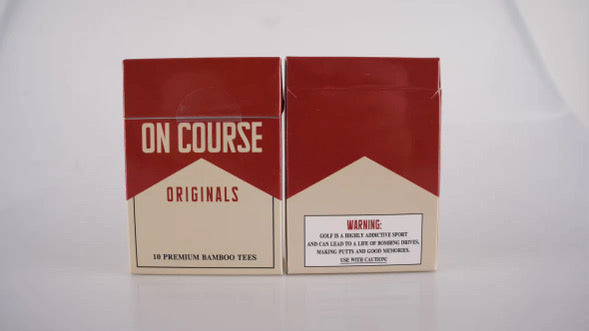 ON COURSE
ORIGINALS
10 PREMIUM BAMBOO TEES
WARNING:
GOLF IS A HIGHLY ADDICTIVE SPORT
AND CAN LEAD TO A LIFE OF BOMBING DRIVES,
MAKING PUTTS AND GOOD MEMORIES.
USE WITH CAUTION!